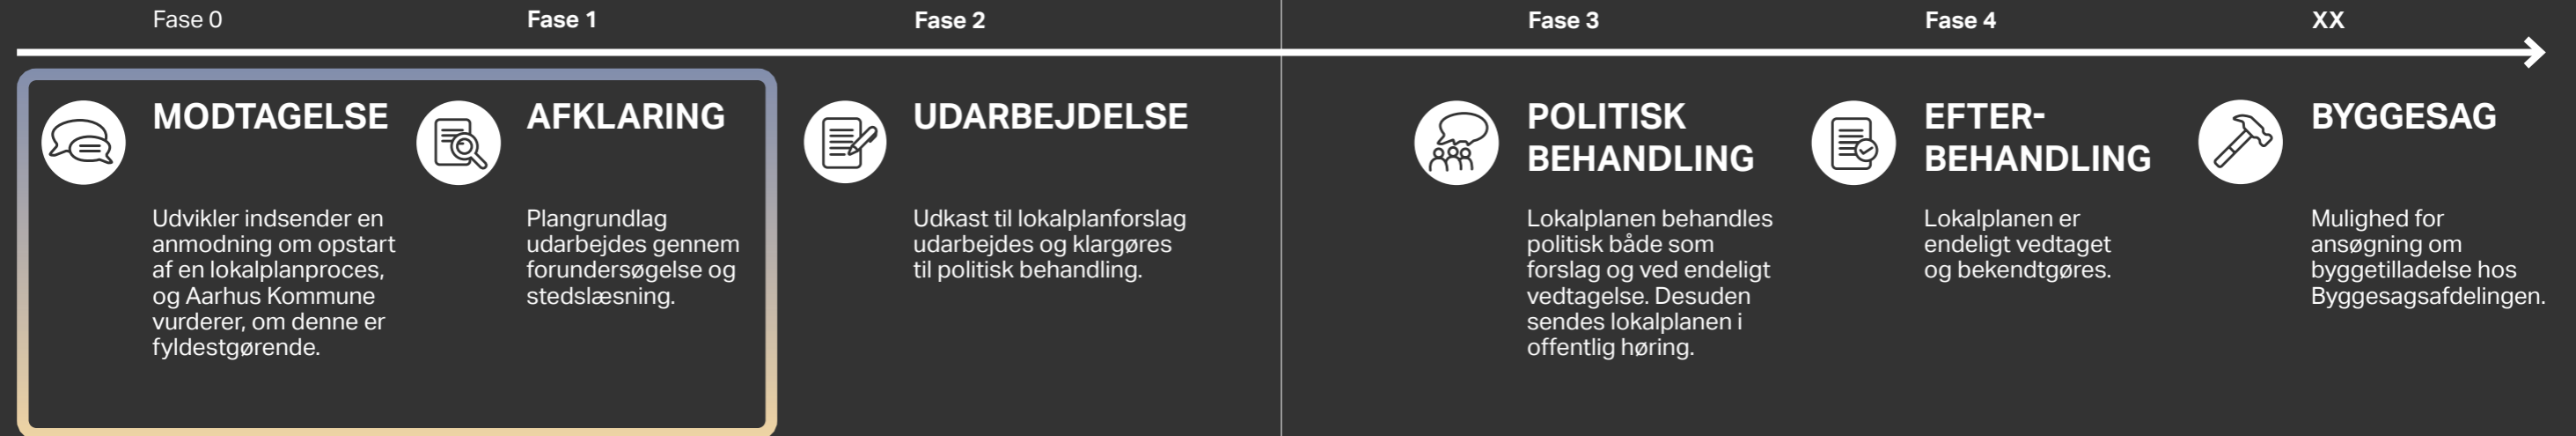 Fase 0
MODTAGELSE
Udvikler indsender en
anmodning om opstart
af en lokalplanproces,
og Aarhus Kommune
vurderer, om denne er
fyldestgørende.
Fase 1
AFKLARING
Plangrundlag
udarbejdes gennem
forundersøgelse og
stedslæsning.
Fase 2
UDARBEJDELSE
Udkast til lokalplanforslag
udarbejdes og klargøres
til politisk behandling.
Fase 3
POLITISK
BEHANDLING
Lokalplanen behandles
politisk både som
forslag og ved endeligt
vedtagelse. Desuden
sendes lokalplanen i
offentlig høring.
Fase 4
EFTER-
BEHANDLING
Lokalplanen er
endeligt vedtaget
og bekendtgøres.
XX
BYGGESAG
Mulighed for
ansøgning om
byggetilladelse hos
Byggesagsafdelingen.